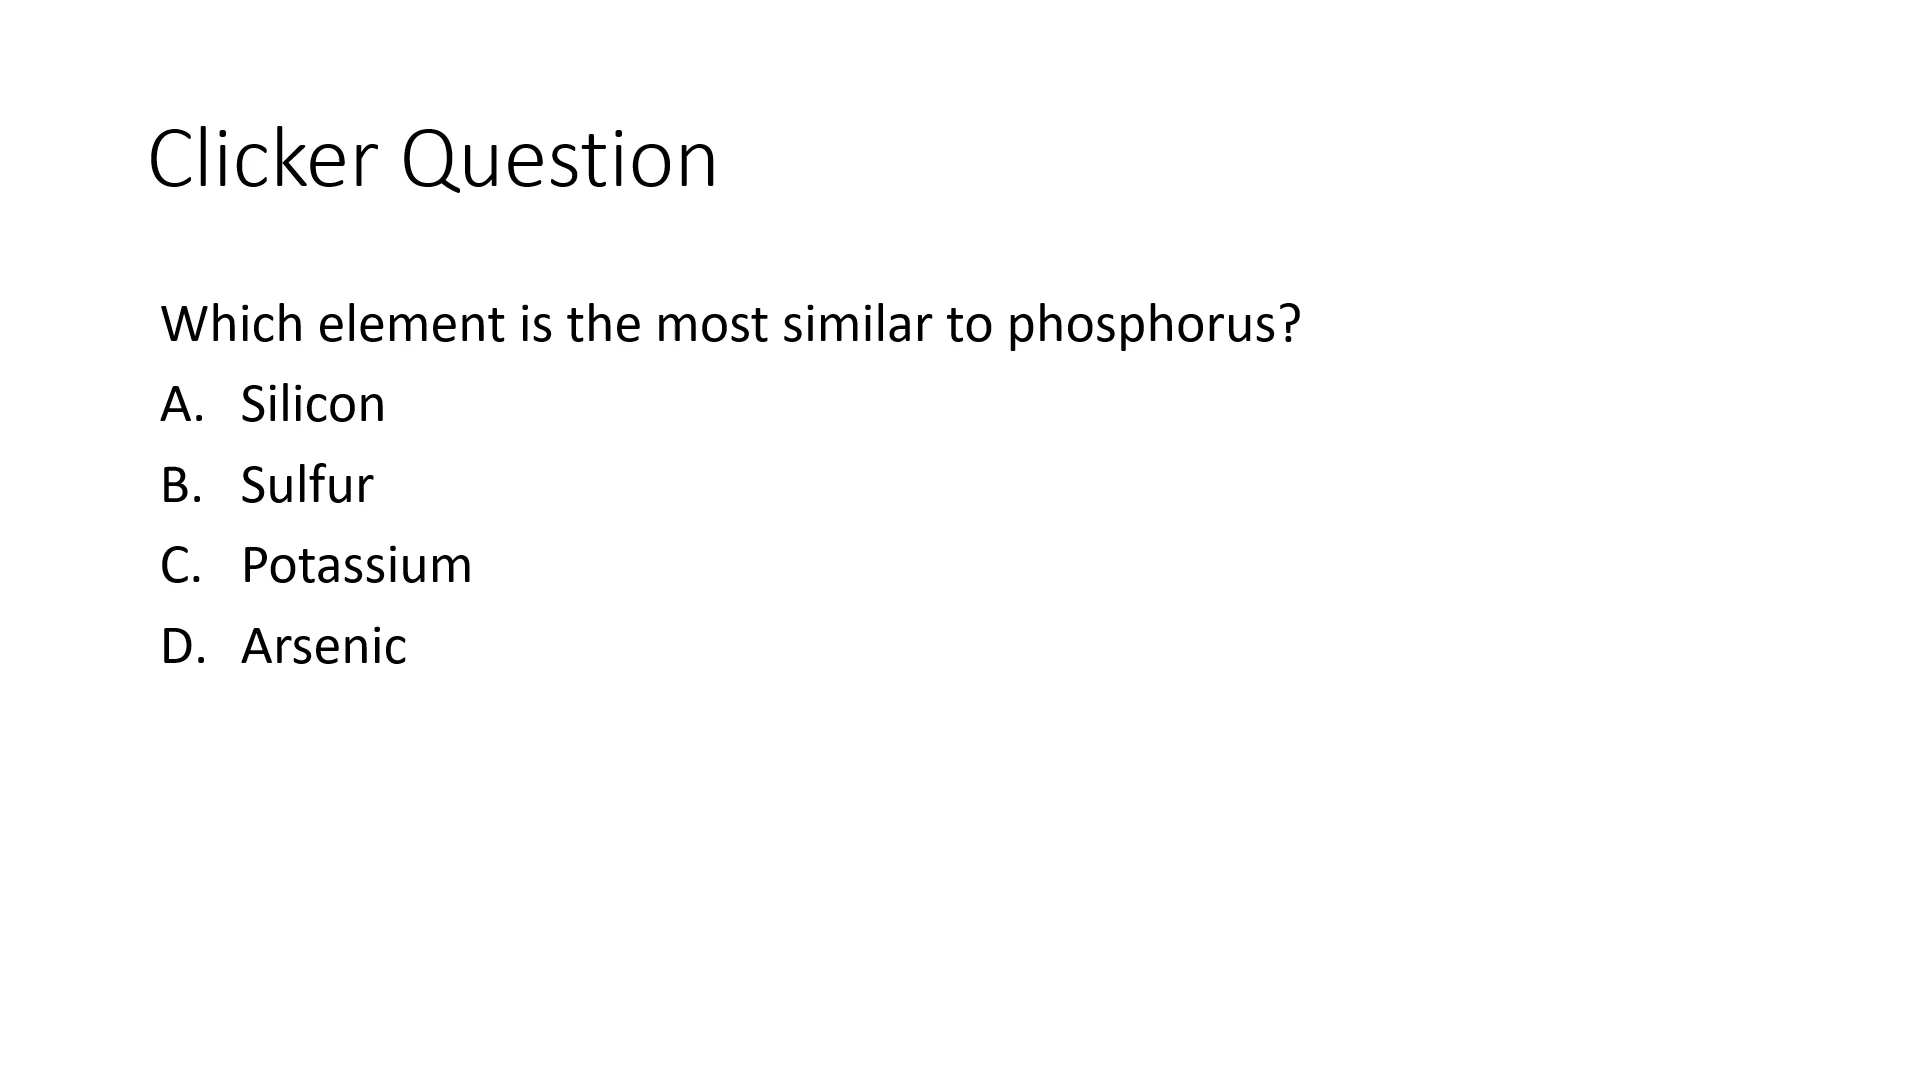 Clicker Question
Which element is the most similar to phosphorus?
A. Silicon
B. Sulfur
C. Potassium
D. Arsenic